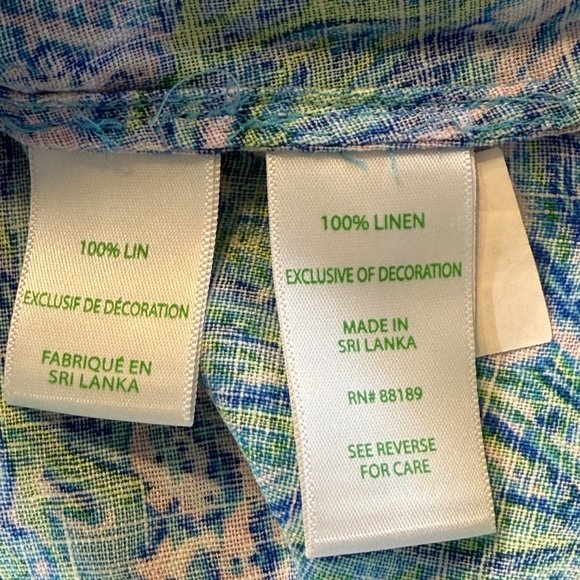 100% LIN
EXCLUSIF DE DÉCORATION
FABRIQUÉ EN
SRI LANKA
100% LINEN
EXCLUSIVE OF DECORATION
MADE IN
SRI LANKA
RN# 88189
SEE REVERSE
FOR CARE